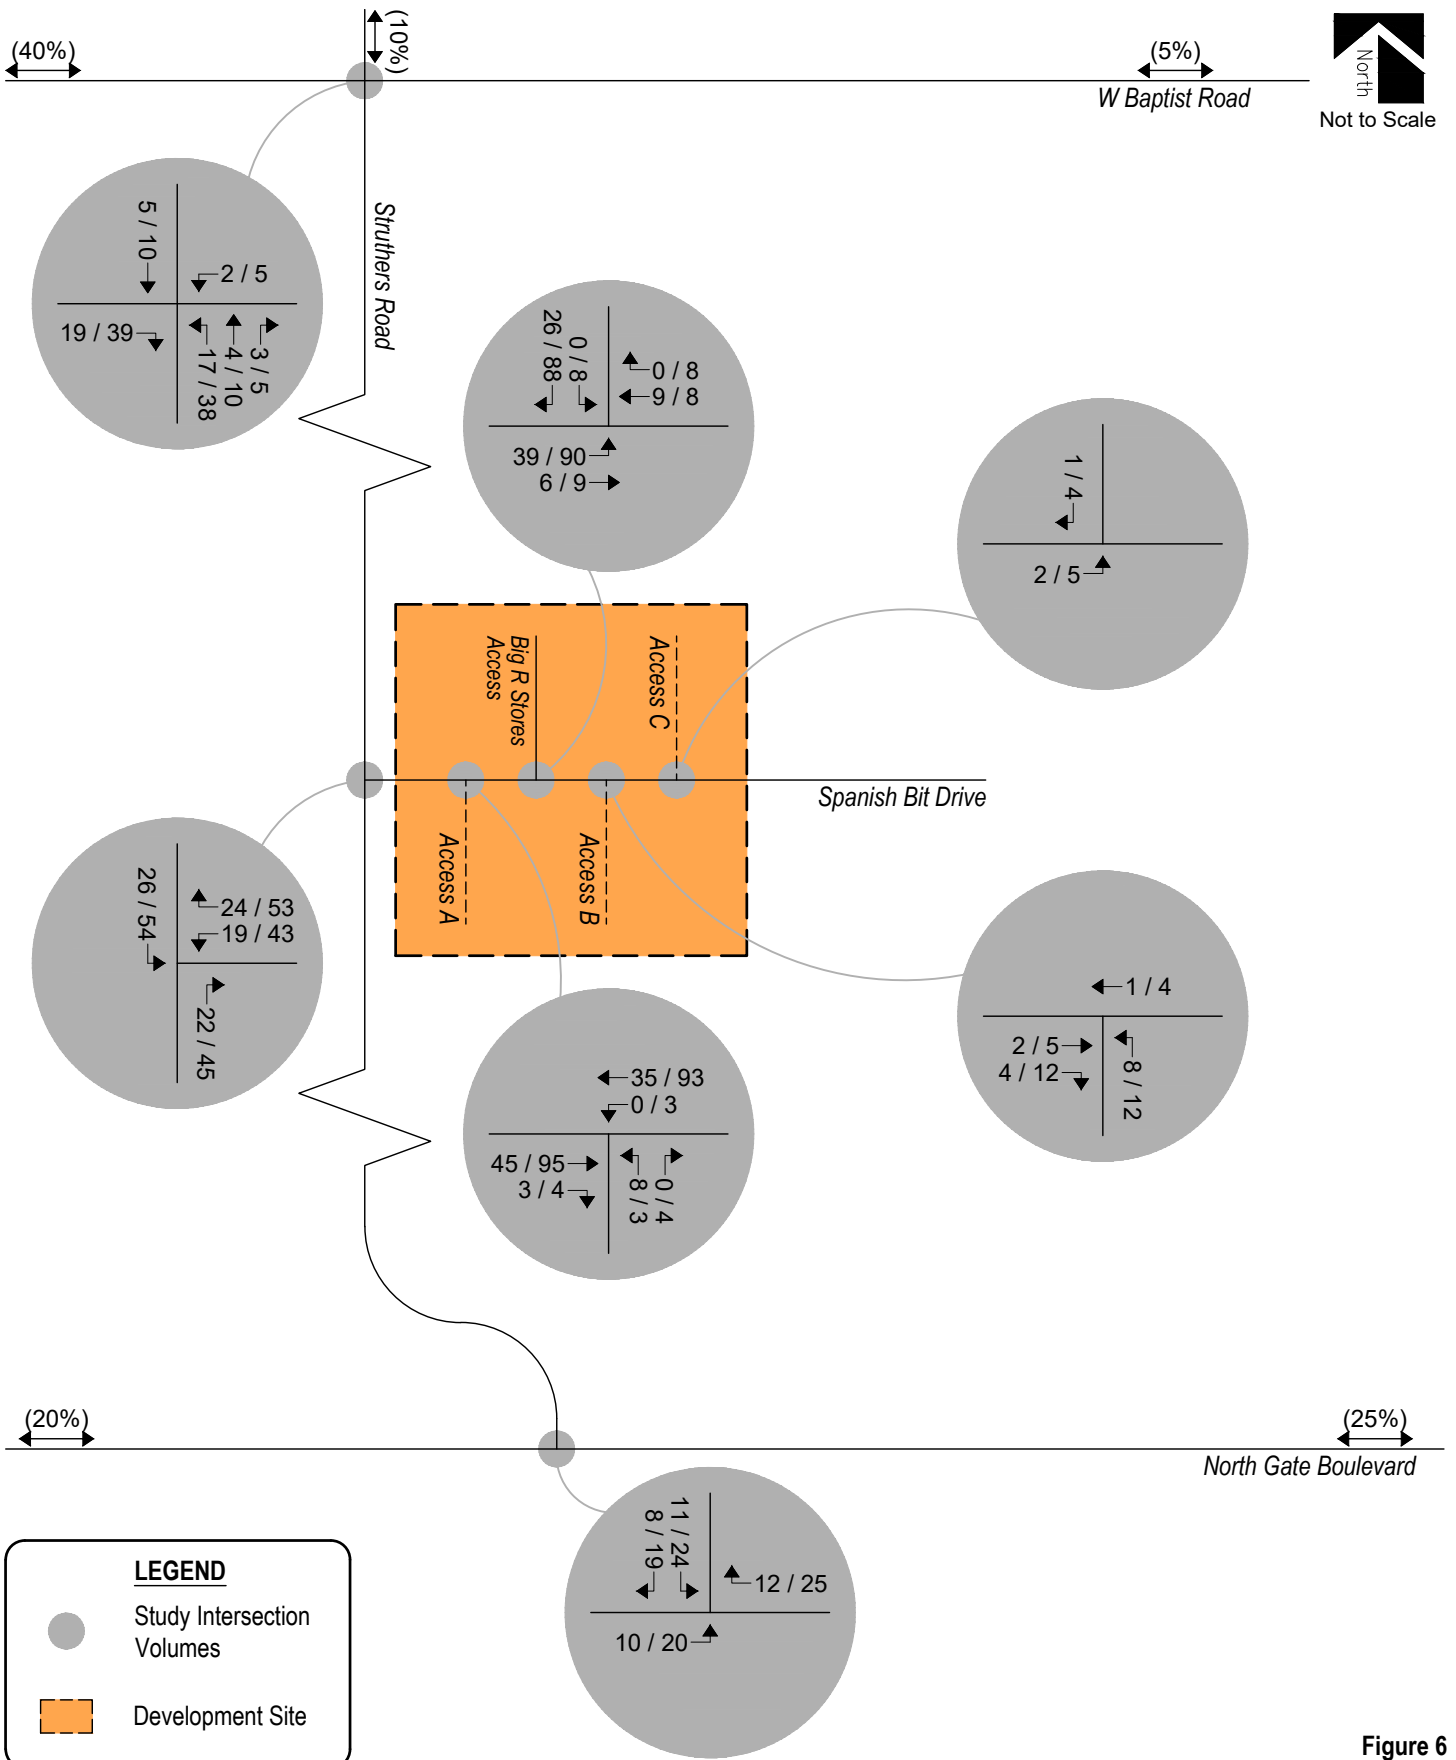 (40%)
(10%)
(5%)
North
W Baptist Road
Not to Scale
Struthers Road
5 / 10
2 / 5
19 / 39
3 / 5
4 / 10
17 / 38
0 / 8
26 / 88
0 / 8
9 / 8
39 / 90
6 / 9
1 / 4
2 / 5
Big R Stores
Access
Access C
Spanish Bit Drive
Access A
Access B
26 / 54
24 / 53
19 / 43
22 / 45
35 / 93
0 / 3
45 / 95
3 / 4
0 / 4
8 / 3
1 / 4
2 / 5
4 / 12
8 / 12
(20%)
(25%)
North Gate Boulevard
11 / 24
8 / 19
12 / 25
10 / 20
LEGEND
Study Intersection
Volumes
Development Site
Figure 6